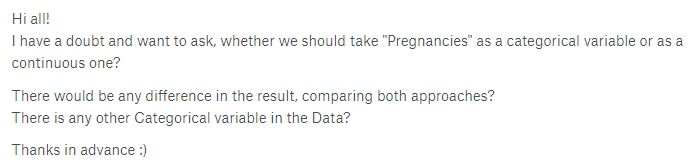 Hi all!
I have a doubt and want to ask, whether we should take "Pregnancies" as a categorical variable or as a
continuous one?
There would be any difference in the result, comparing both approaches?
There is any other Categorical variable in the Data?
Thanks in advance :)